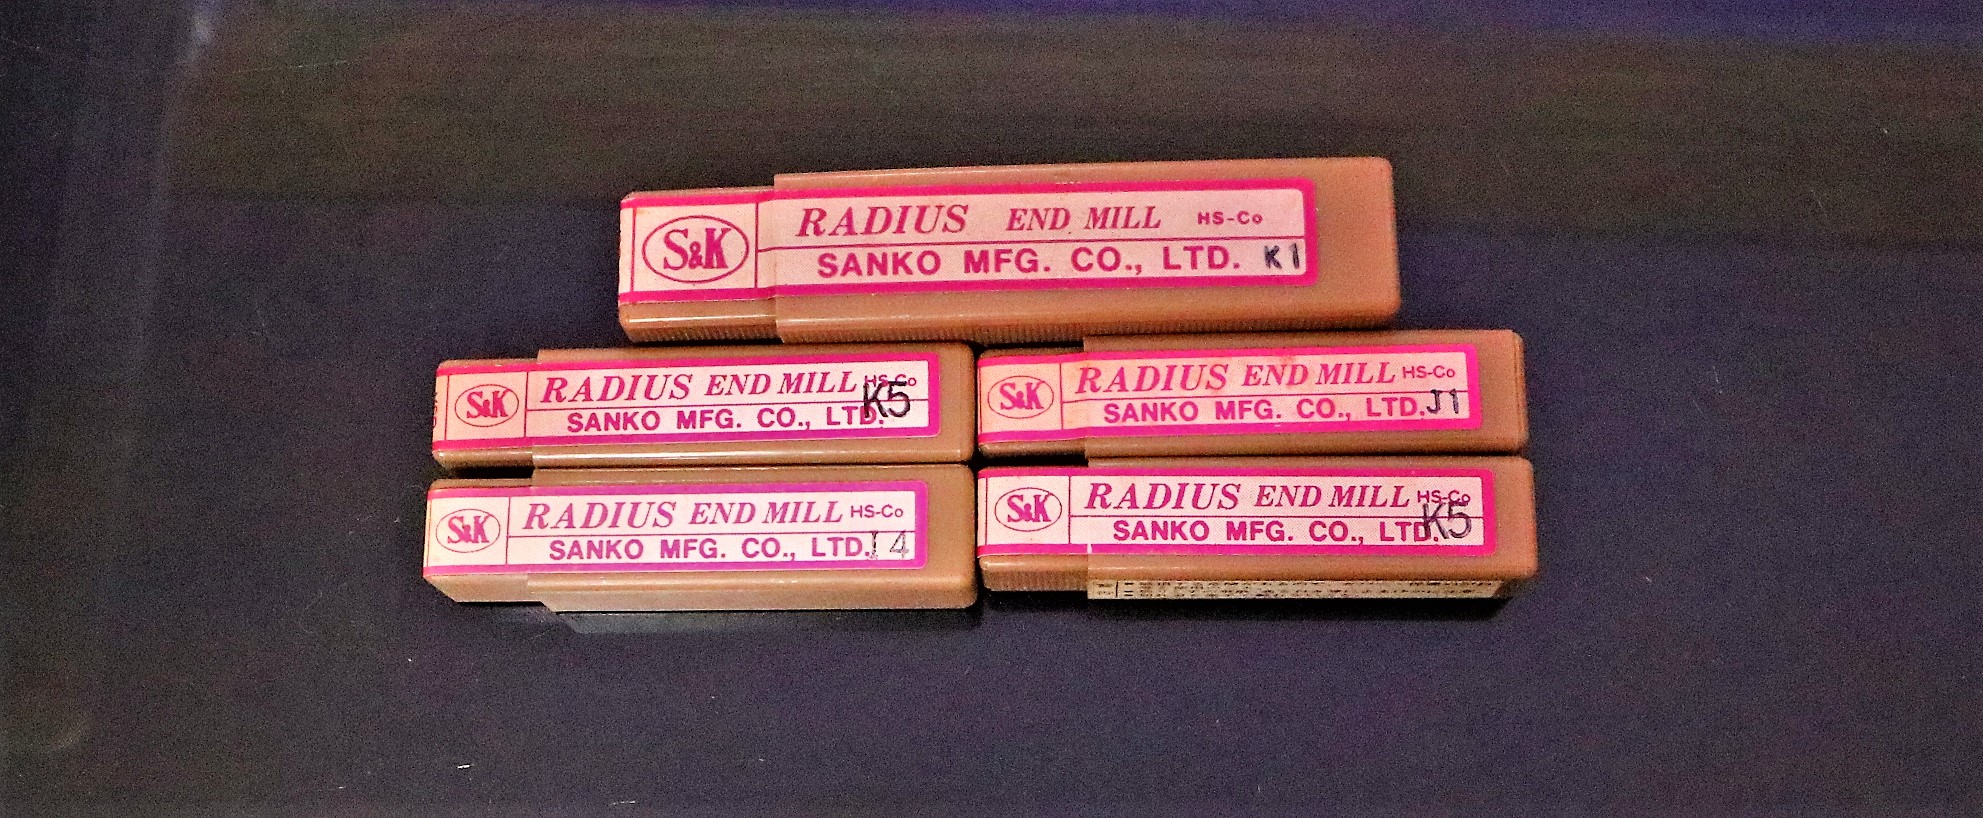 S&K RADIUS END MILL HS-Co
SANKO MFG. CO., LTD. K1
S&K RADIUS END MILL HS-Co
SANKO MFG. CO., LTD. K5
S&K RADIUS END MILL HS-Co
SANKO MFG. CO., LTD. J1
S&K RADIUS END MILL HS-Co
SANKO MFG. CO., LTD. I4
S&K RADIUS END MILL HS-Co
SANKO MFG. CO., LTD. K5